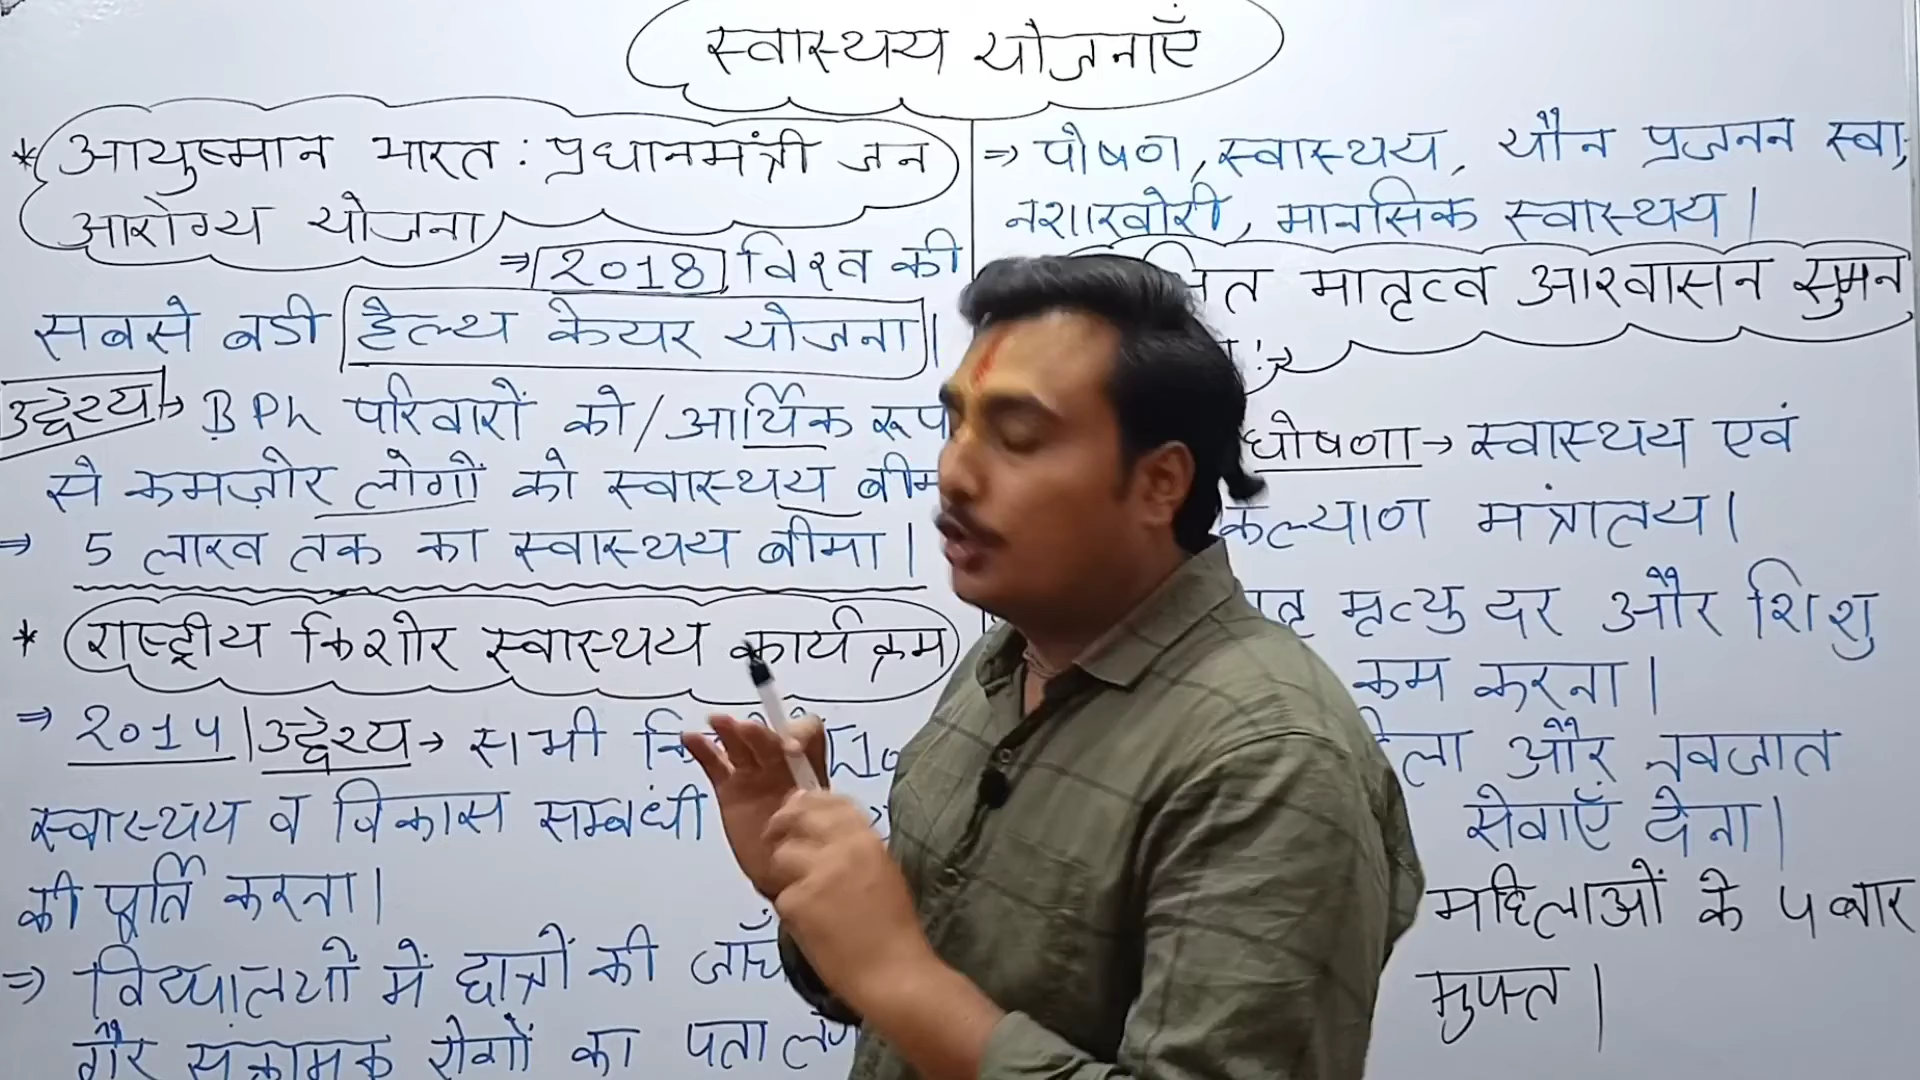 स्वास्थय योजनाएँ
* आयुष्मान भारत : प्रधानमंत्री जन
आरोग्य योजना
⇒ 2018, विश्व की
सबसे बडी हैल्थ केयर योजना।
उद्देश्य → BPL परिवारों को / आर्थिक रूप
से कमज़ोर लोगों को स्वास्थय
⇒ 5 लाख तक का स्वास्थय बीमा।
* राष्ट्रीय किशोर स्वास्थय कार्यक्रम
⇒ 2014 | उद्देश्य → सभी
स्वास्थय व विकास सम्बंधी
की पूर्ति करना।
⇒ विद्यालयों में छात्रों की जाँच
गैर संक्रामक रोगों का पता
⇒ पोषण, स्वास्थय, यौन प्रजनन स्वा,
नशाखोरी, मानसिक स्वास्थय।
मातृत्व आश्वासन सुमन
घोषणा → स्वास्थय एवं
कल्याण मंत्रालय।
मृत्यु दर और शिशु
कम करना।
और नवजात
सेवाएँ देना।
महिलाओं के 4 बार
मुफ्त।